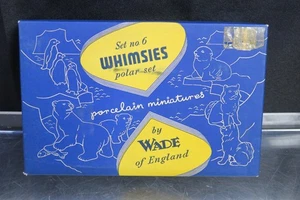 Set no 6
WHIMSIES
polar set
porcelain miniatures
by
WADE
of England